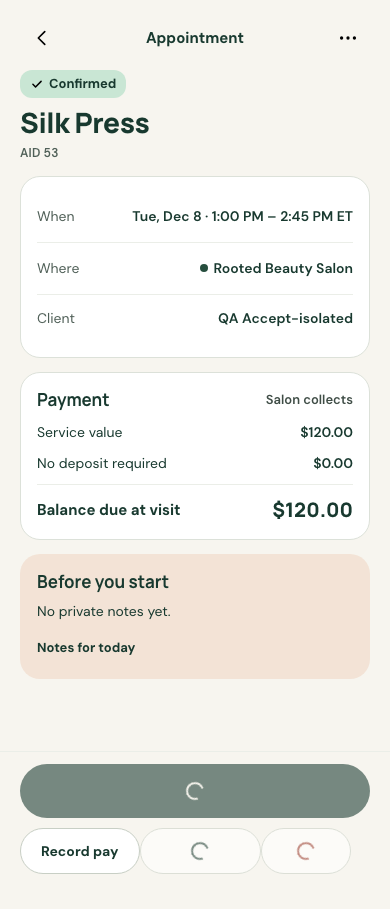 Appointment
Confirmed
Silk Press
AID 53
When Tue, Dec 8 · 1:00 PM – 2:45 PM ET
Where Rooted Beauty Salon
Client QA Accept-isolated
Payment Salon collects
Service value $120.00
No deposit required $0.00
Balance due at visit $120.00
Before you start
No private notes yet.
Notes for today
Record pay